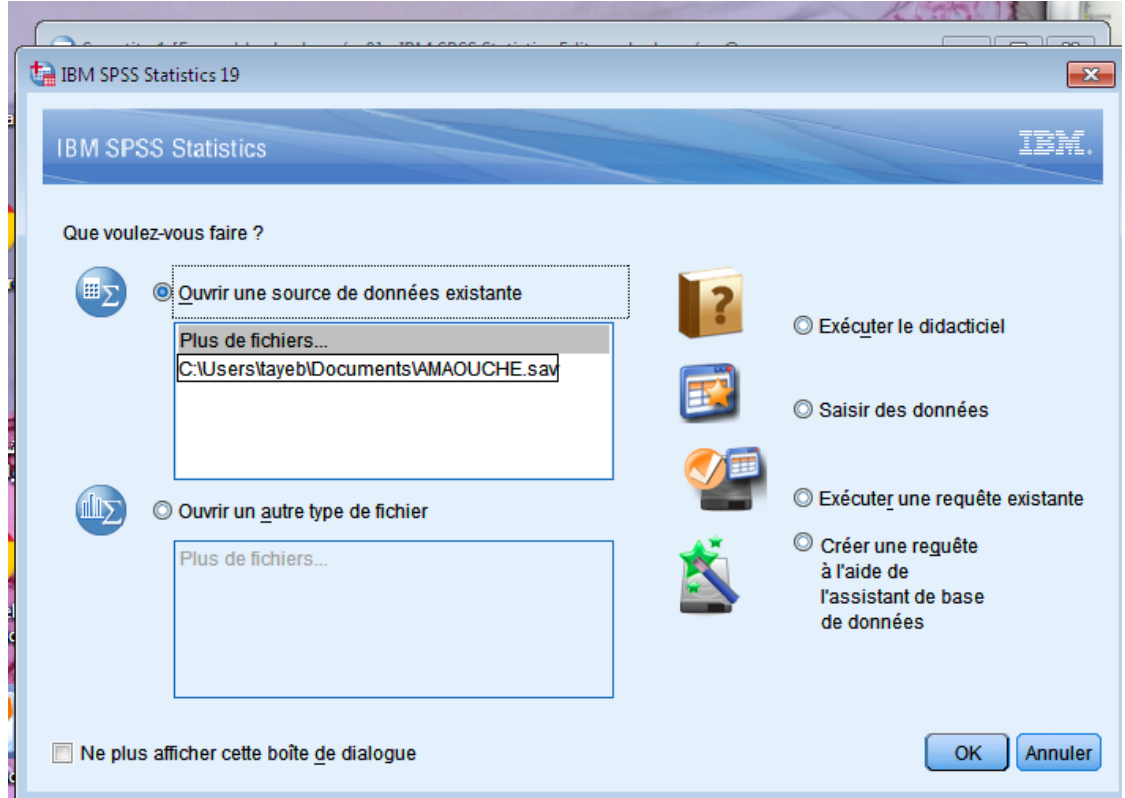 IBM SPSS Statistics 19
IBM SPSS Statistics
IBM.
Que voulez-vous faire ?
Ouvrir une source de données existante
Plus de fichiers...
C:\Users\tayeb\Documents\AMAOUCHE.sav
Ouvrir un autre type de fichier
Plus de fichiers...
Exécuter le didacticiel
Saisir des données
Exécuter une requête existante
Créer une requête
à l'aide de
l'assistant de base
de données
Ne plus afficher cette boîte de dialogue
OK
Annuler